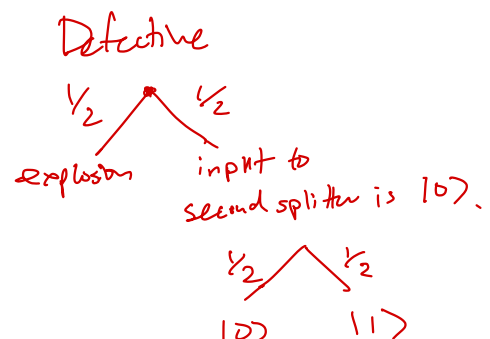 Defective
1/2 1/2
explosion
input to
second splitter is |0⟩.
1/2 1/2
|0⟩ |1⟩